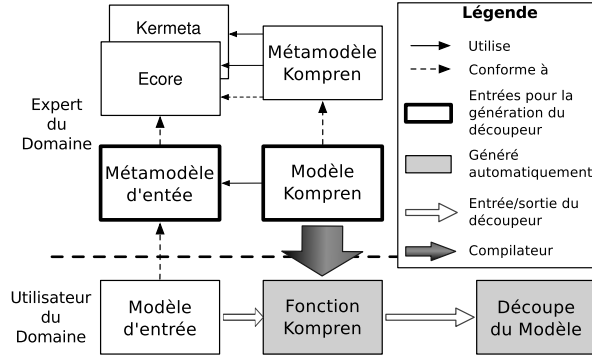 Légende
Kermeta
Ecore
Métamodèle
Kompren
Utilise
Conforme à
Entrées pour la
génération du
découpeur
Généré
automatiquement
Entrée/sortie du
découpeur
Compilateur
Expert
du
Domaine
Métamodèle
d'entée
Modèle
Kompren
Utilisateur
du
Domaine
Modèle
d'entrée
Fonction
Kompren
Découpe
du Modèle